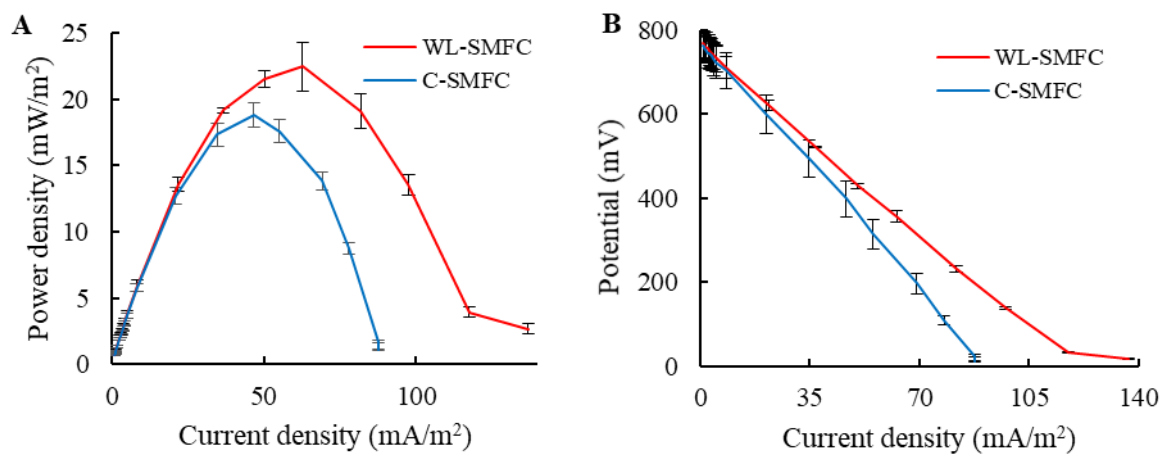 A
25
20
15
10
5
0
Power density (mW/m²)
WL-SMFC
C-SMFC
0
50
100
Current density (mA/m²)
B
800
600
400
200
0
Potential (mV)
WL-SMFC
C-SMFC
0
35
70
105
140
Current density (mA/m²)